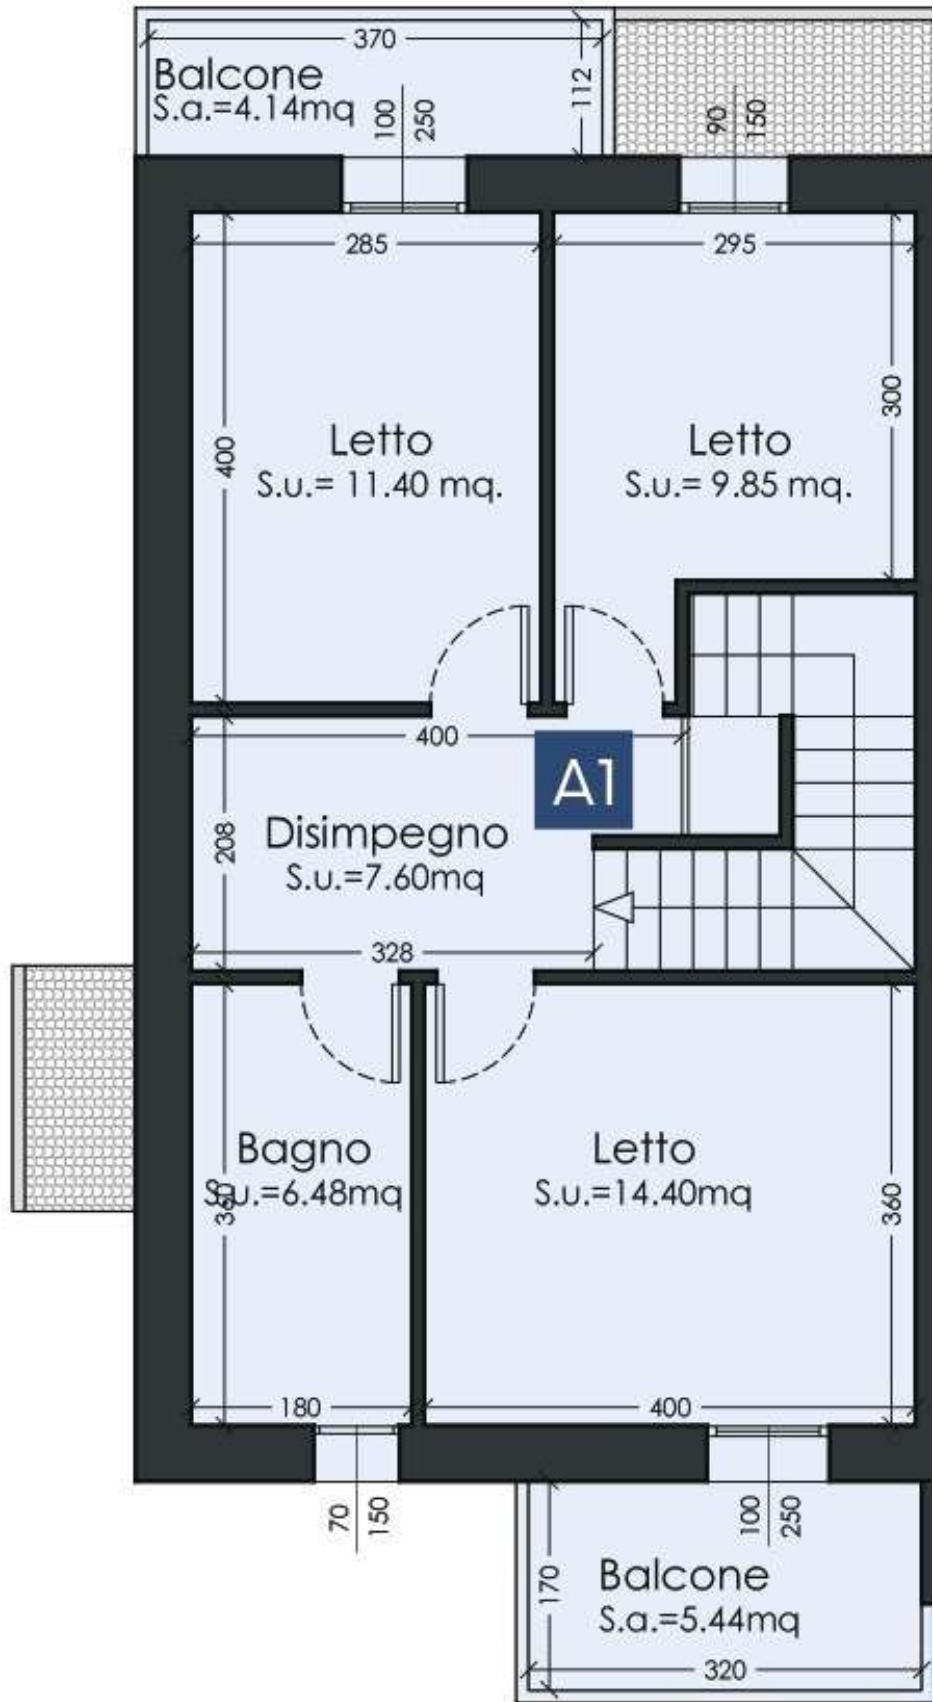 370
Balcone
S.a.=4.14mq
112
100
250
90
150
285
295
400
300
Letto
S.u.= 11.40 mq.
Letto
S.u.= 9.85 mq.
400
A1
208
Disimpegno
S.u.=7.60mq
328
Bagno
S.u.=6.48mq
360
Letto
S.u.=14.40mq
360
180
400
70
150
100
250
170
Balcone
S.a.=5.44mq
320